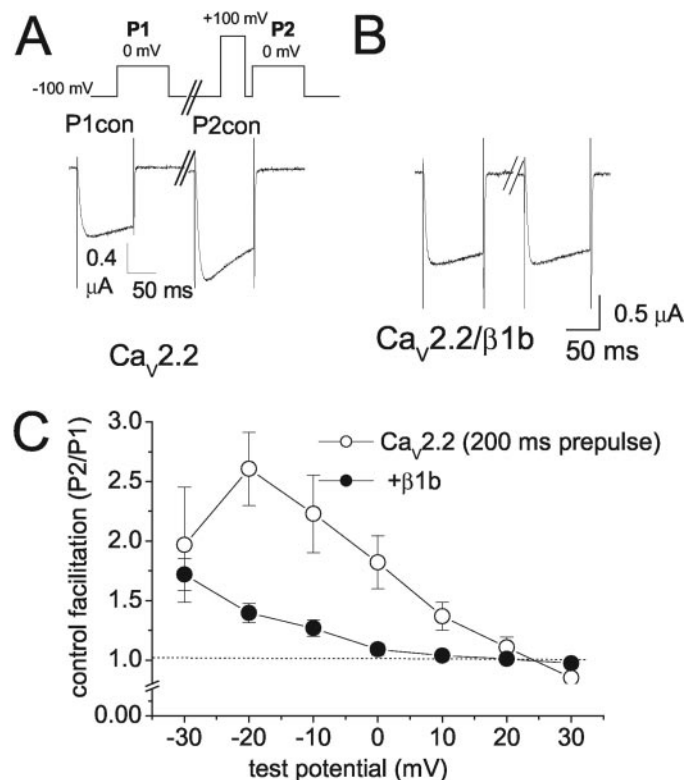 A
P1
0 mV
+100 mV
P2
0 mV
-100 mV
P1con
P2con
0.4
μA
50 ms
Caᵥ2.2
B
Caᵥ2.2/β1b
0.5 μA
50 ms
C
control facilitation (P2/P1)
3.0
2.5
2.0
1.5
1.0
0.00
Caᵥ2.2 (200 ms prepulse)
+β1b
-30 -20 -10 0 10 20 30
test potential (mV)